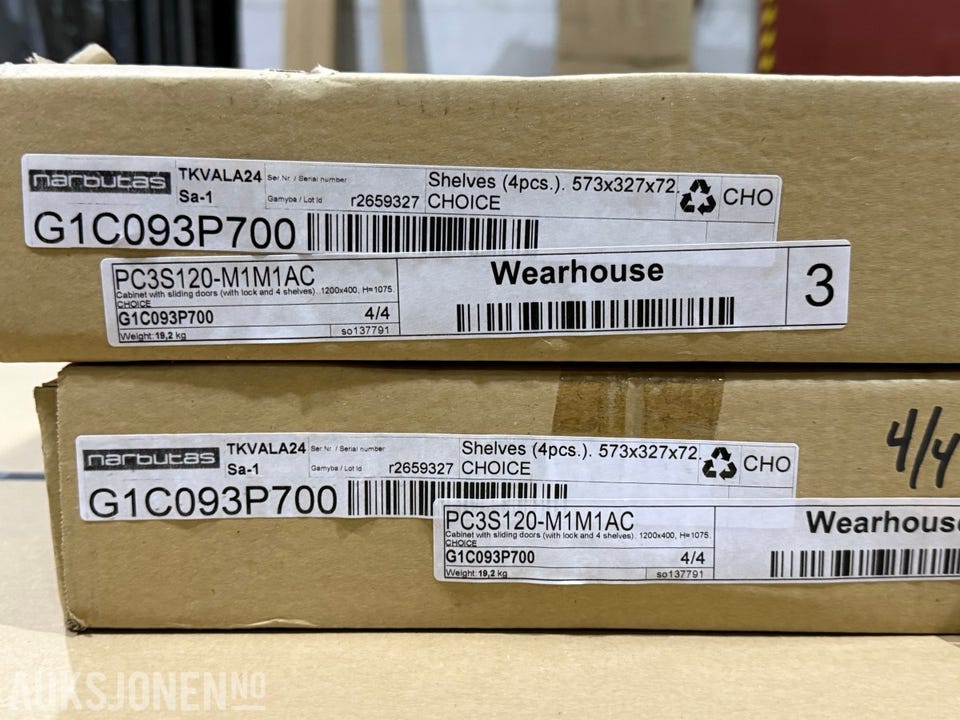 narbutas
TKVALA24
Sa-1
Ser.Nr. / Serial number
Gamyba / Lot Id r2659327
Shelves (4pcs.). 573x327x72.
CHOICE
CHO
G1C093P700
PC3S120-M1M1AC
Cabinet with sliding doors (with lock and 4 shelves). 1200x400, H=1075.
CHOICE
G1C093P700 4/4
Weight: 19,2 kg so137791
Wearhouse
3
narbutas
TKVALA24
Sa-1
Ser.Nr. / Serial number
Gamyba / Lot Id r2659327
Shelves (4pcs.). 573x327x72.
CHOICE
CHO
G1C093P700
4/4
PC3S120-M1M1AC
Cabinet with sliding doors (with lock and 4 shelves). 1200x400, H=1075.
CHOICE
G1C093P700 4/4
Weight: 19,2 kg so137791
Wearhouse
AUKSJONEN NO